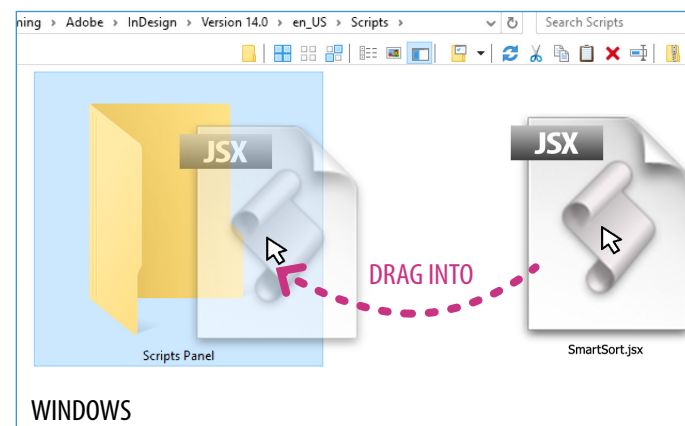 ning › Adobe › InDesign › Version 14.0 › en_US › Scripts ›
Search Scripts
JSX
JSX
DRAG INTO
Scripts Panel
SmartSort.jsx
WINDOWS